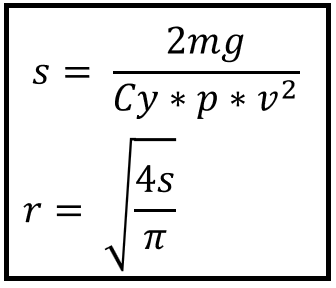 s = 2mg / Cy * p * v²
r = √4s / π